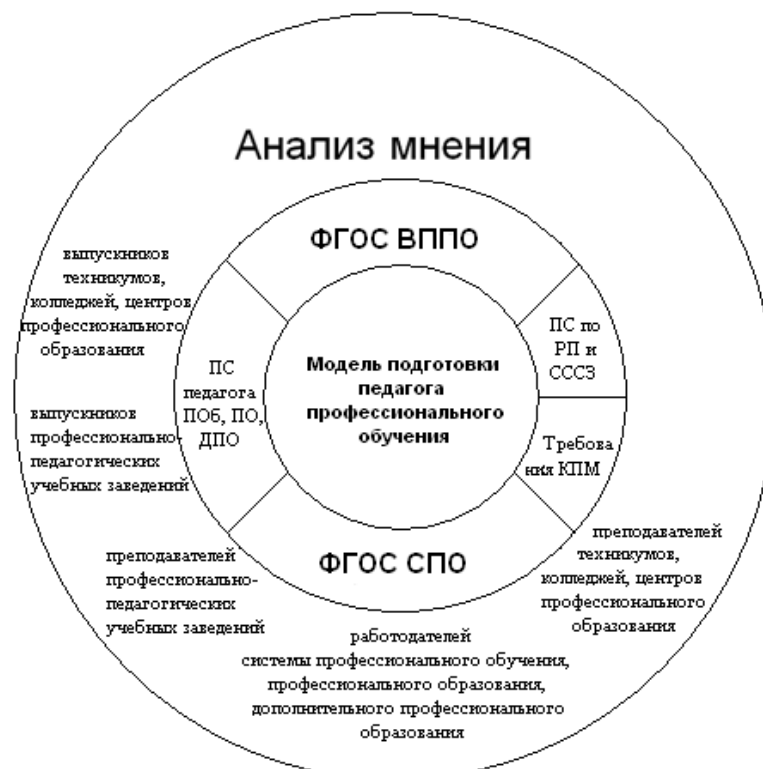 Анализ мнения
ФГОС ВППО
выпускников
техникумов,
колледжей, центров
профессионального
образования
ПС по
РП и
СССЗ
ПС
педагога
ПОб, ПО,
ДПО
Модель подготовки
педагога
профессионального
обучения
выпускников
профессионально-
педагогических
учебных заведений
Требова
ния КПМ
ФГОС СПО
преподавателей
профессионально-
педагогических
учебных заведений
преподавателей
техникумов,
колледжей, центров
профессионального
образования
работодателей
системы профессионального обучения,
профессионального образования,
дополнительного профессионального
образования